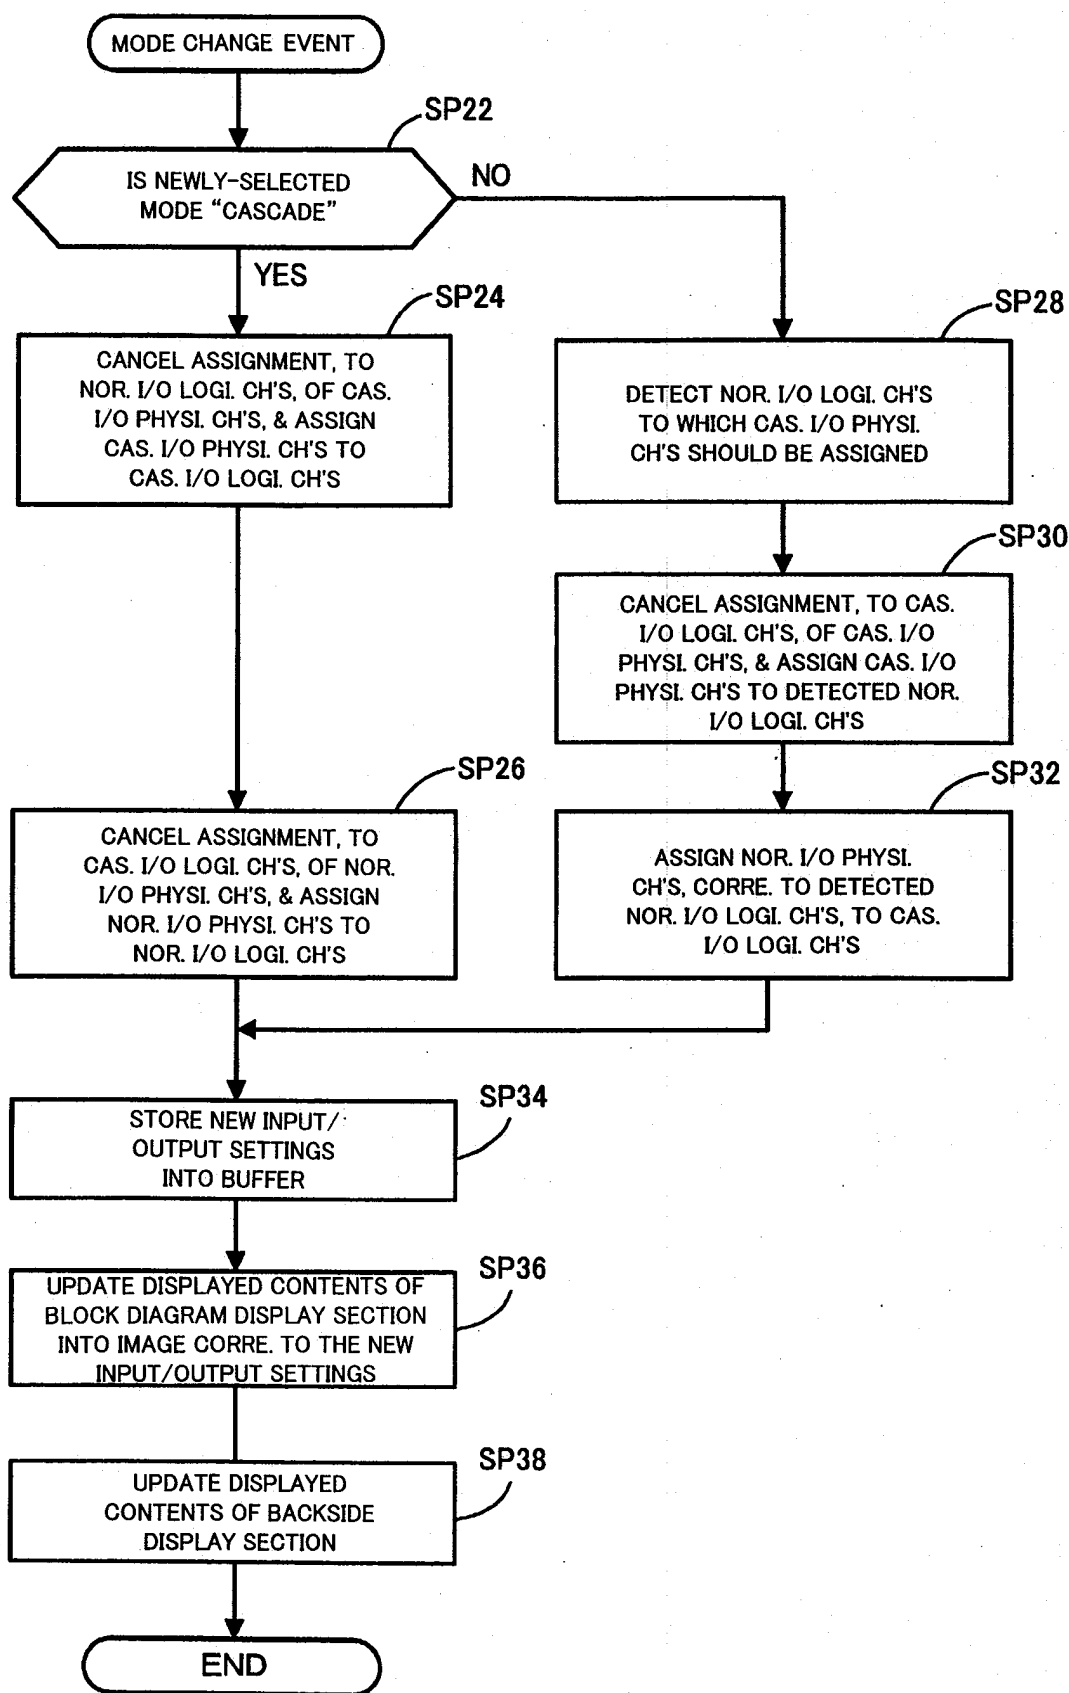 MODE CHANGE EVENT
SP22
IS NEWLY-SELECTED
MODE “CASCADE”
NO
YES
SP24
CANCEL ASSIGNMENT, TO
NOR. I/O LOGI. CH'S, OF CAS.
I/O PHYSI. CH'S, & ASSIGN
CAS. I/O PHYSI. CH'S TO
CAS. I/O LOGI. CH'S
SP28
DETECT NOR. I/O LOGI. CH'S
TO WHICH CAS. I/O PHYSI.
CH'S SHOULD BE ASSIGNED
SP30
CANCEL ASSIGNMENT, TO CAS.
I/O LOGI. CH'S, OF CAS. I/O
PHYSI. CH'S, & ASSIGN CAS. I/O
PHYSI. CH'S TO DETECTED NOR.
I/O LOGI. CH'S
SP26
CANCEL ASSIGNMENT, TO
CAS. I/O LOGI. CH'S, OF NOR.
I/O PHYSI. CH'S, & ASSIGN
NOR. I/O PHYSI. CH'S TO
NOR. I/O LOGI. CH'S
SP32
ASSIGN NOR. I/O PHYSI.
CH'S, CORRE. TO DETECTED
NOR. I/O LOGI. CH'S, TO CAS.
I/O LOGI. CH'S
SP34
STORE NEW INPUT/
OUTPUT SETTINGS
INTO BUFFER
SP36
UPDATE DISPLAYED CONTENTS OF
BLOCK DIAGRAM DISPLAY SECTION
INTO IMAGE CORRE. TO THE NEW
INPUT/OUTPUT SETTINGS
SP38
UPDATE DISPLAYED
CONTENTS OF BACKSIDE
DISPLAY SECTION
END